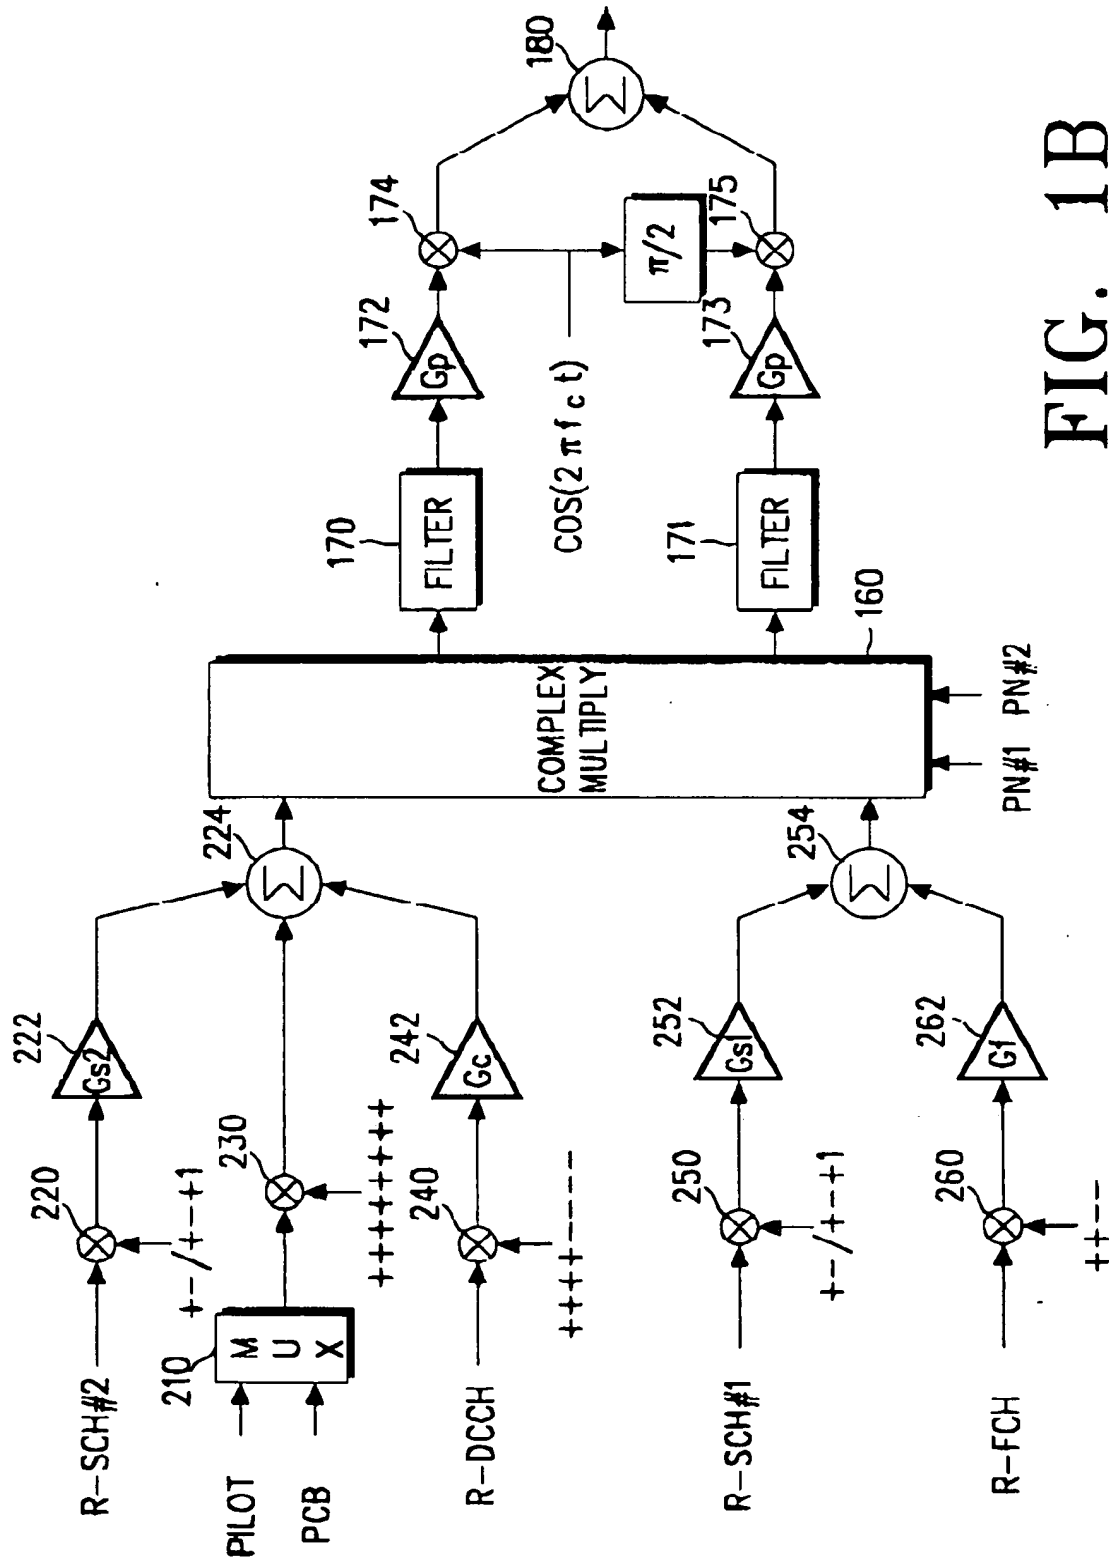 R-SCH#2
220
+-/+--+1
222
Gs2
PILOT
PCB
210
M
U
X
230
++++++++
224
Σ
R-DCCH
240
++++----
242
Gc
R-SCH#1
250
+-/+--+1
252
Gs1
254
Σ
R-FCH
260
++--
262
Gf
COMPLEX
MULTIPLY
160
PN#1
PN#2
170
FILTER
172
Gp
174
COS(2πfct)
π/2
171
FILTER
173
Gp
175
180
Σ
FIG. 1B